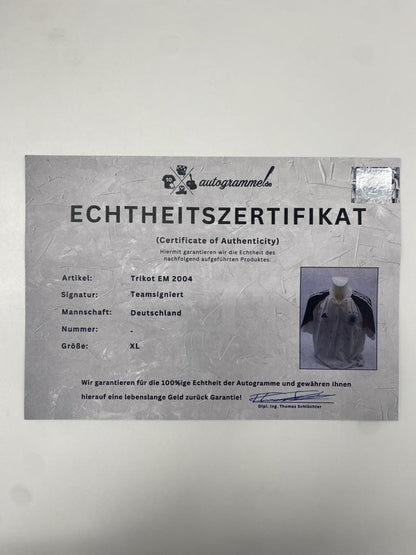 autogramme.de
ECHTHEITSZERTIFIKAT
(Certificate of Authenticity)
Hiermit garantieren wir die Echtheit des
nachfolgend aufgeführten Produktes:
Artikel: Trikot EM 2004
Signatur: Teamsigniert
Mannschaft: Deutschland
Nummer: -
Größe: XL
Wir garantieren für die 100%ige Echtheit der Autogramme und gewähren Ihnen
hierauf eine lebenslange Geld zurück Garantie!
Dipl. Ing. Thomas Schlüchter